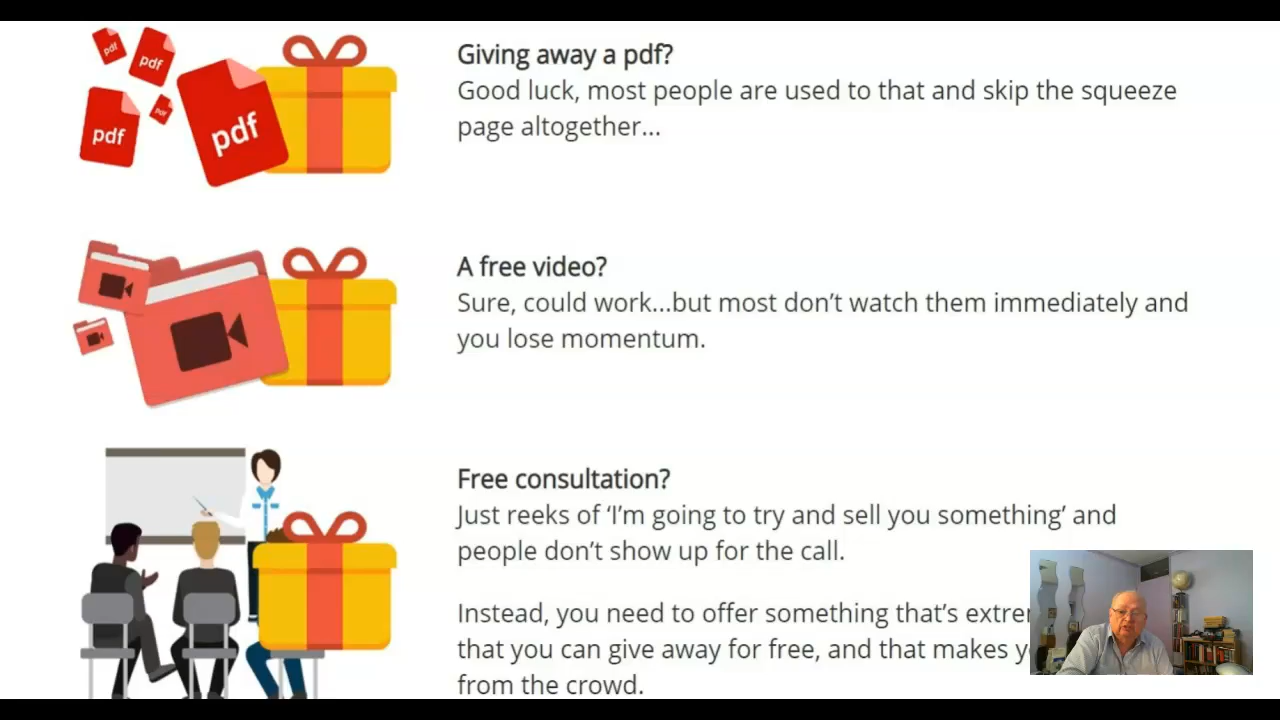 pdf
pdf
pdf
pdf
pdf
Giving away a pdf?
Good luck, most people are used to that and skip the squeeze
page altogether...
A free video?
Sure, could work...but most don't watch them immediately and
you lose momentum.
Free consultation?
Just reeks of 'I'm going to try and sell you something' and
people don't show up for the call.
Instead, you need to offer something that's
that you can give away for free, and that makes
from the crowd.